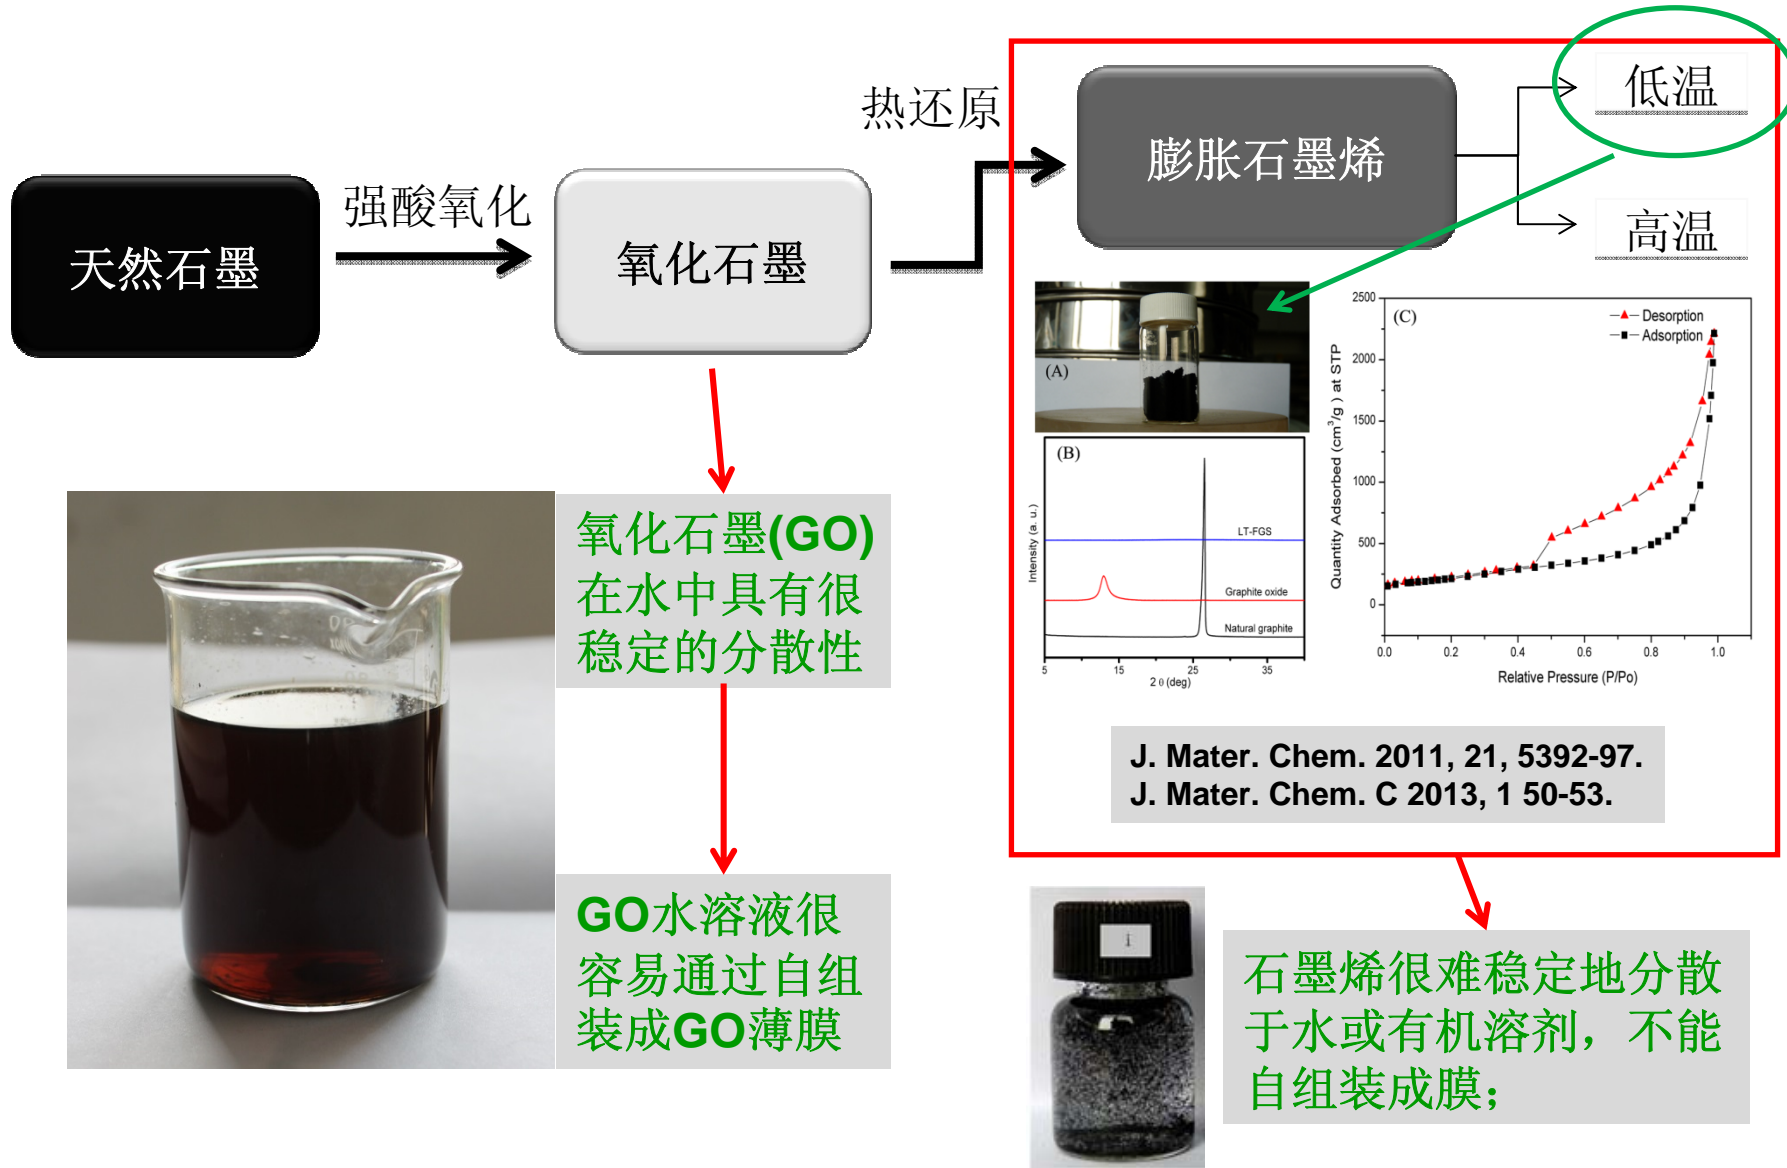 天然石墨
强酸氧化
氧化石墨
热还原
膨胀石墨烯
低温
高温
氧化石墨(GO)
在水中具有很
稳定的分散性
GO水溶液很
容易通过自组
装成GO薄膜
(A)
(B)
Intensity (a. u.)
LT-FGS
Graphite oxide
Natural graphite
5
15
25
35
2 θ (deg)
(C)
Desorption
Adsorption
Quantity Adsorbed (cm³/g ) at STP
2500
2000
1500
1000
500
0
0.0
0.2
0.4
0.6
0.8
1.0
Relative Pressure (P/Po)
J. Mater. Chem. 2011, 21, 5392-97.
J. Mater. Chem. C 2013, 1 50-53.
石墨烯很难稳定地分散
于水或有机溶剂，不能
自组装成膜；